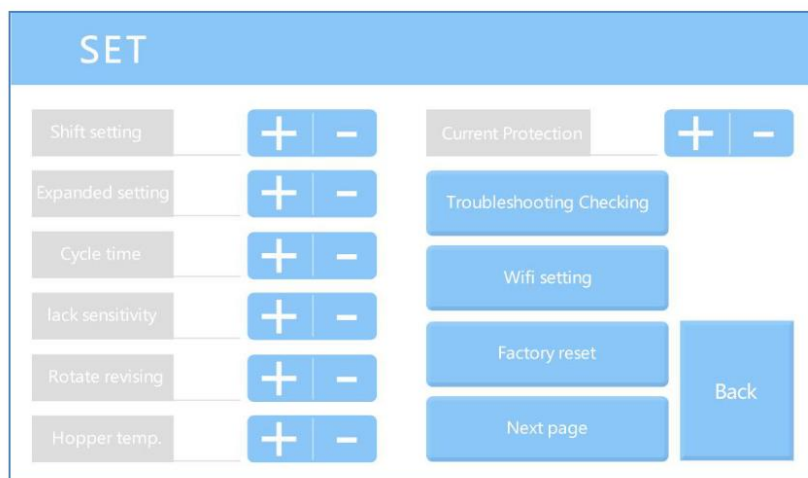 SET
Shift setting
Expanded setting
Cycle time
lack sensitivity
Rotate revising
Hopper temp.
Current Protection
Troubleshooting Checking
Wifi setting
Factory reset
Next page
Back